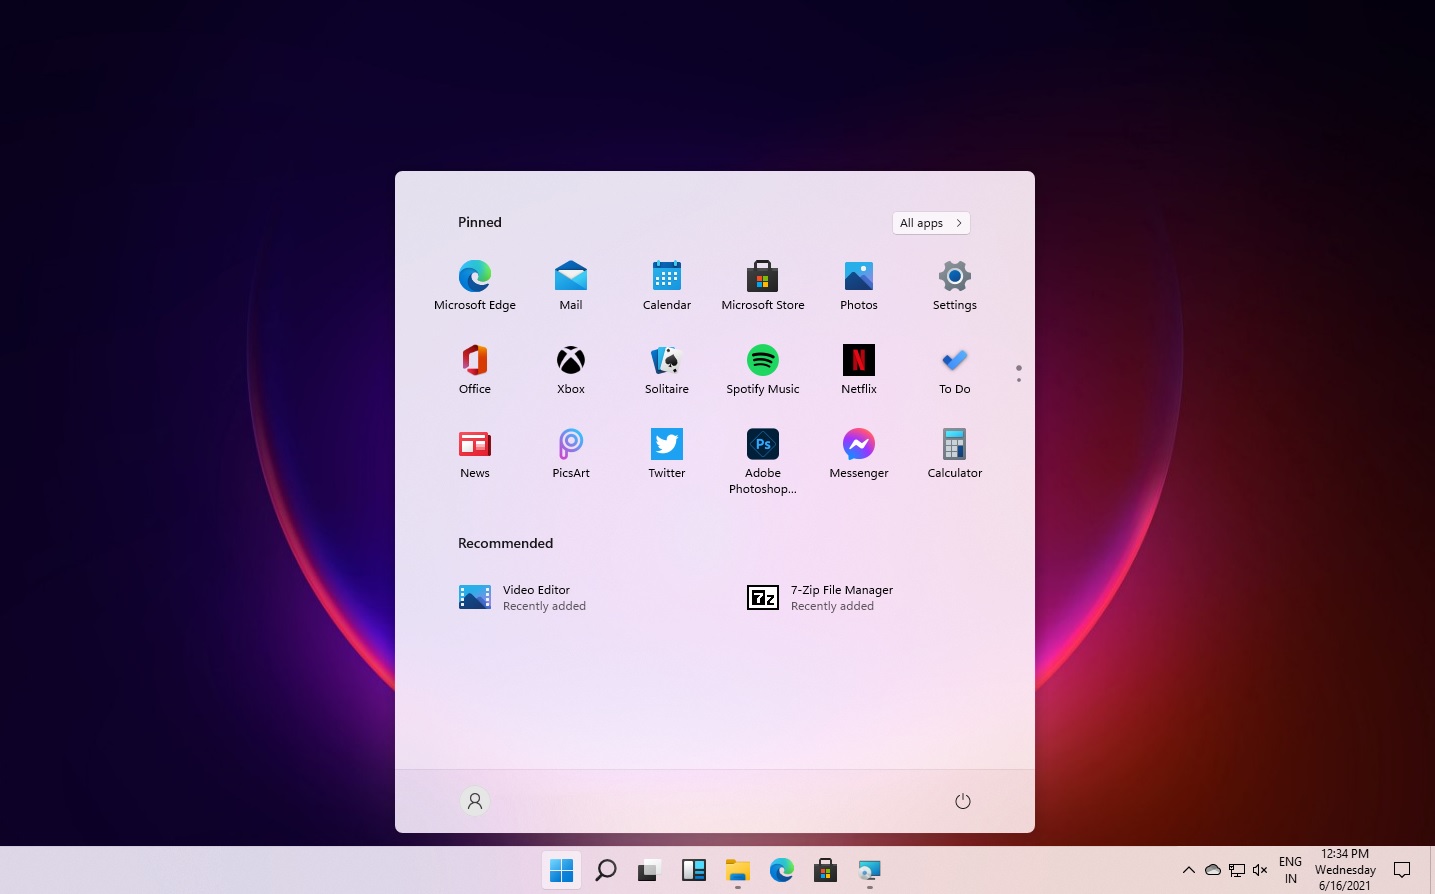 Pinned
All apps
Microsoft Edge
Mail
Calendar
Microsoft Store
Photos
Settings
Office
Xbox
Solitaire
Spotify Music
Netflix
To Do
News
PicsArt
Twitter
Ps
Adobe
Photoshop...
Messenger
Calculator
Recommended
Video Editor
Recently added
7z
7-Zip File Manager
Recently added
ENG
IN
12:34 PM
Wednesday
6/16/2021